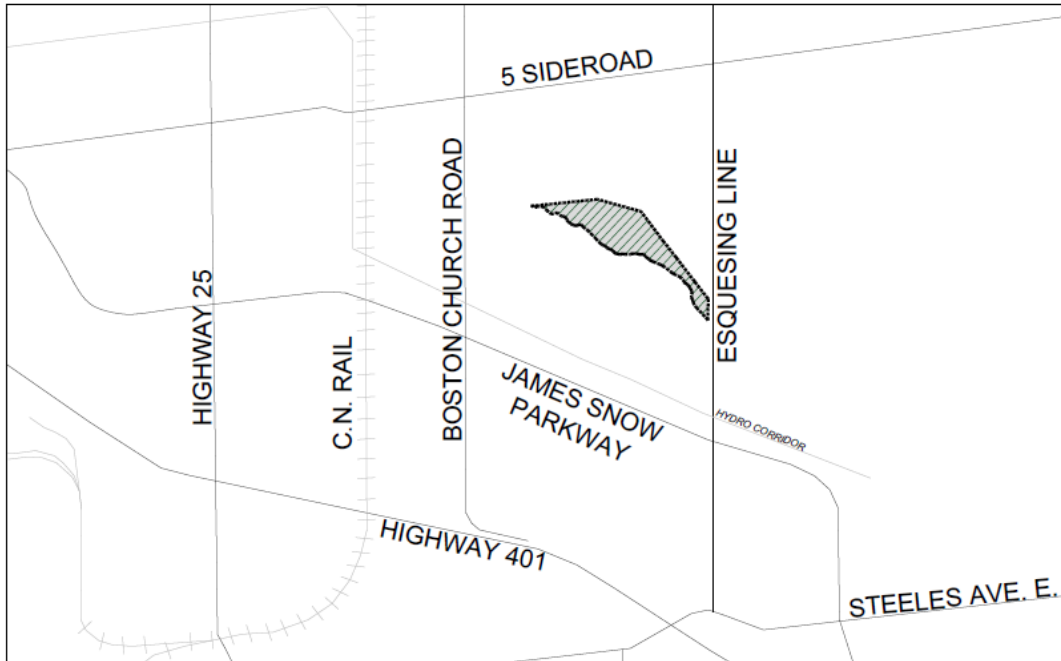 5 SIDEROAD
BOSTON CHURCH ROAD
ESQUESING LINE
HIGHWAY 25
C.N. RAIL
JAMES SNOW
PARKWAY
HYDRO CORRIDOR
HIGHWAY 401
STEELES AVE. E.